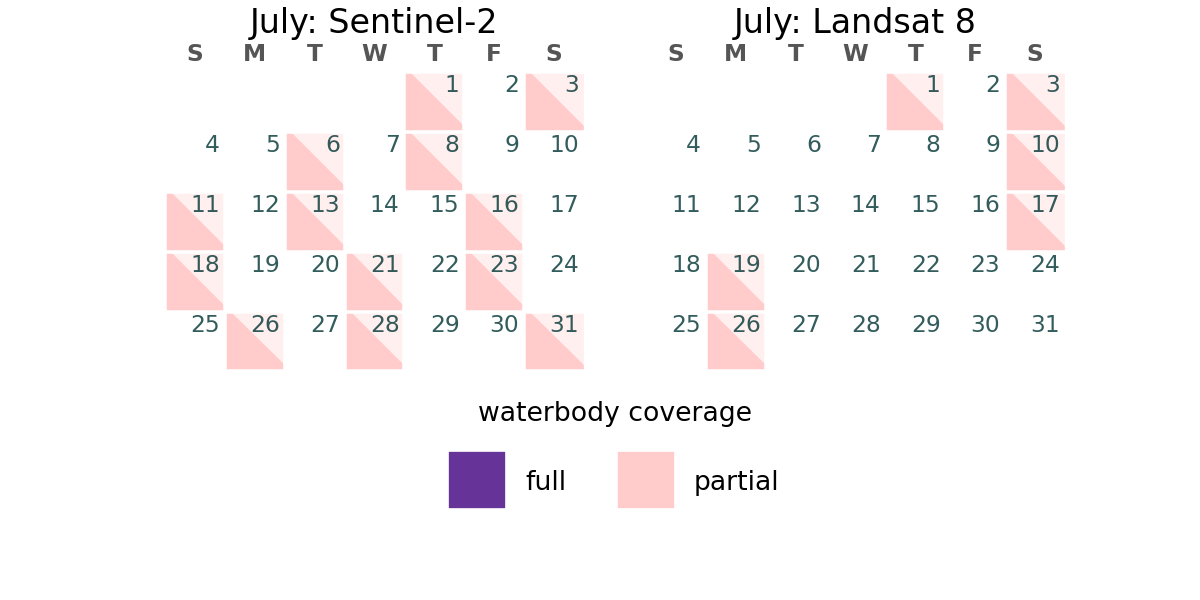 July: Sentinel-2
S M T W T F S
1 2 3
4 5 6 7 8 9 10
11 12 13 14 15 16 17
18 19 20 21 22 23 24
25 26 27 28 29 30 31
July: Landsat 8
S M T W T F S
1 2 3
4 5 6 7 8 9 10
11 12 13 14 15 16 17
18 19 20 21 22 23 24
25 26 27 28 29 30 31
waterbody coverage
full
partial